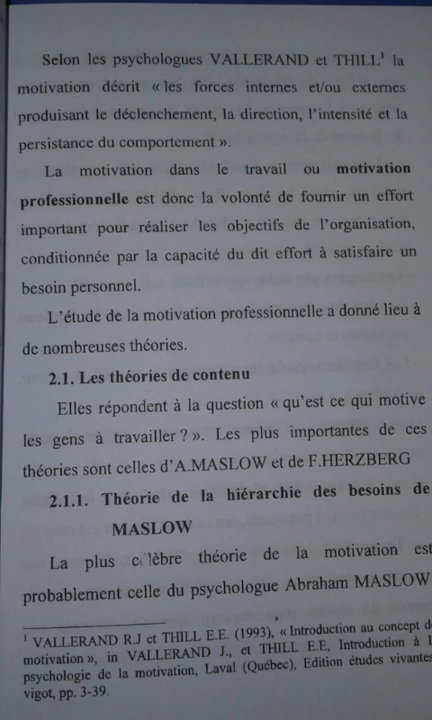 Selon les psychologues VALLERAND et THILL¹ la
motivation décrit « les forces internes et/ou externes
produisant le déclenchement, la direction, l'intensité et la
persistance du comportement ».
La motivation dans le travail ou motivation
professionnelle est donc la volonté de fournir un effort
important pour réaliser les objectifs de l'organisation,
conditionnée par la capacité du dit effort à satisfaire un
besoin personnel.
L'étude de la motivation professionnelle a donné lieu à
de nombreuses théories.
2.1. Les théories de contenu
Elles répondent à la question « qu'est ce qui motive
les gens à travailler ? ». Les plus importantes de ces
théories sont celles d'A.MASLOW et de F.HERZBERG
2.1.1. Théorie de la hiérarchie des besoins de
MASLOW
La plus célèbre théorie de la motivation est
probablement celle du psychologue Abraham MASLOW
¹ VALLERAND R.J et THILL E.E. (1993), « Introduction au concept d
motivation », in VALLERAND J., et THILL E.E, Introduction à l
psychologie de la motivation, Laval (Québec), Edition études vivantes
vigot, pp. 3-39.